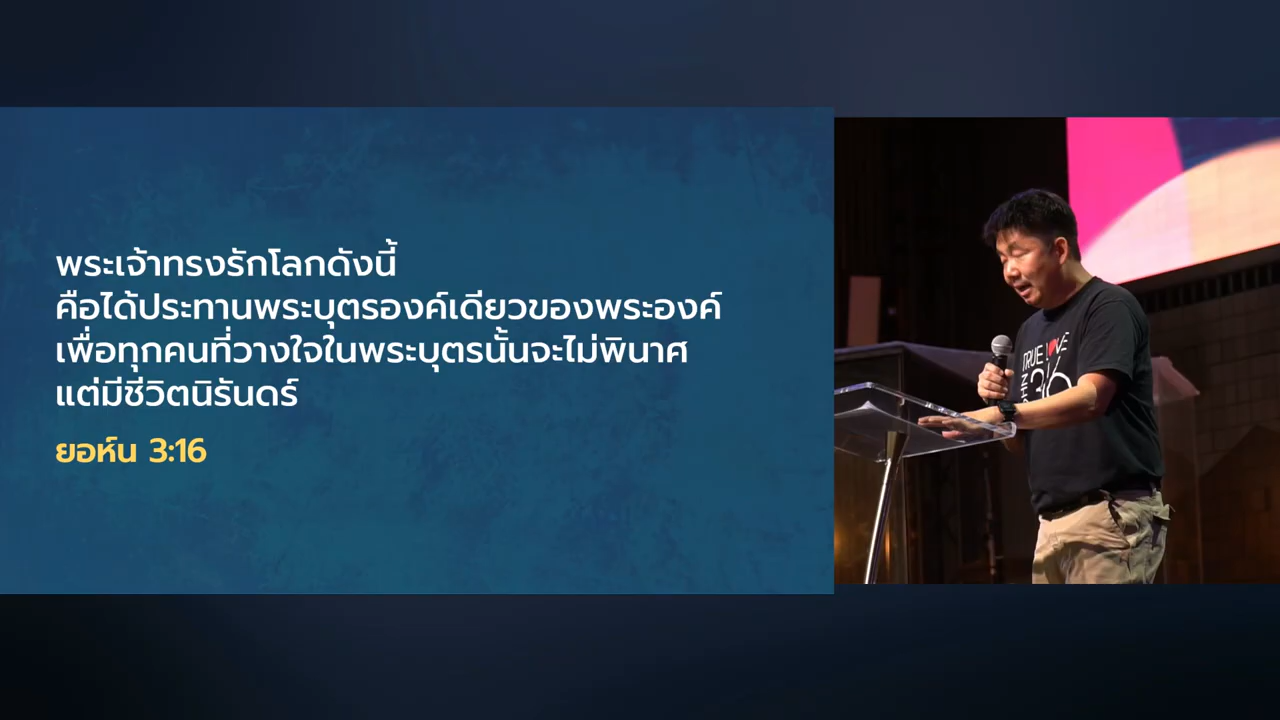 พระเจ้าทรงรักโลกดังนี้
คือได้ประทานพระบุตรองค์เดียวของพระองค์
เพื่อทุกคนที่วางใจในพระบุตรนั้นจะไม่พินาศ
แต่มีชีวิตนิรันดร์
ยอห์น 3:16
TRUE LOVE